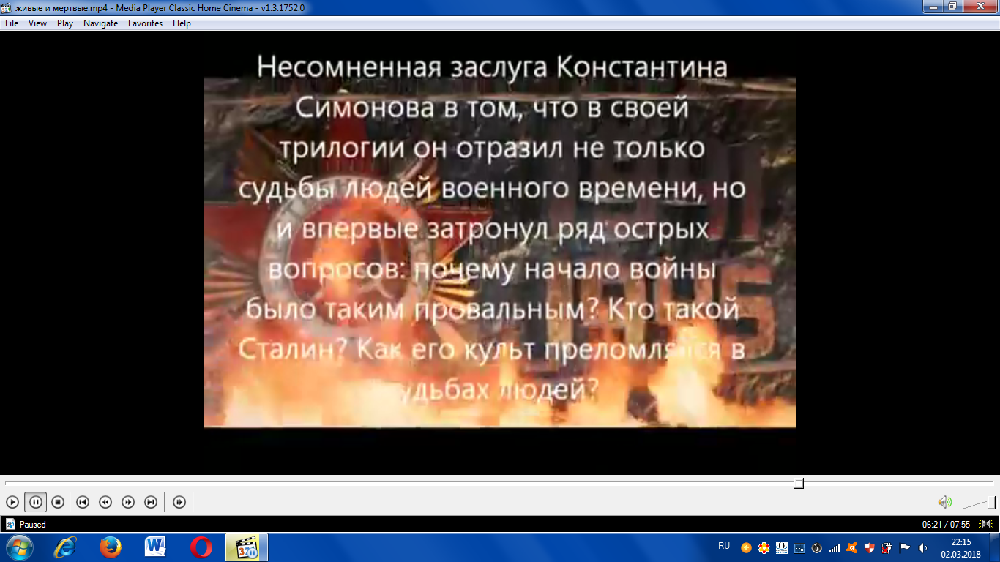 живые и мертвые.mp4 - Media Player Classic Home Cinema - v1.3.1752.0
File View Play Navigate Favorites Help
Несомненная заслуга Константина
Симонова в том, что в своей
трилогии он отразил не только
судьбы людей военного времени, но
и впервые затронул ряд острых
вопросов: почему начало войны
было таким провальным? Кто такой
Сталин? Как его культ преломлялся в
судьбах людей?
1941
1945
Paused
06:21 / 07:55
RU
22:15
02.03.2018